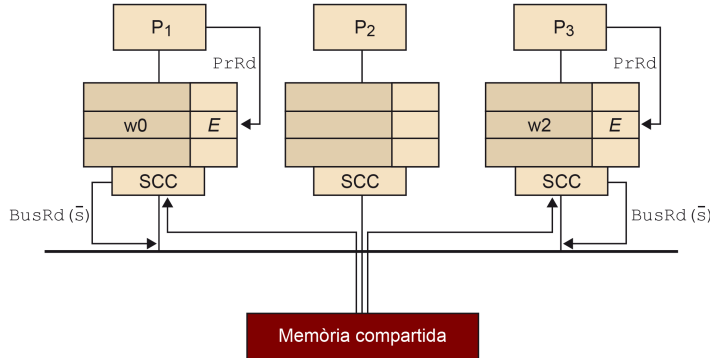 P₁
P₂
P₃
PrRd
PrRd
w0
E
w2
E
SCC
SCC
SCC
BusRd(s̄)
BusRd(s̄)
Memòria compartida